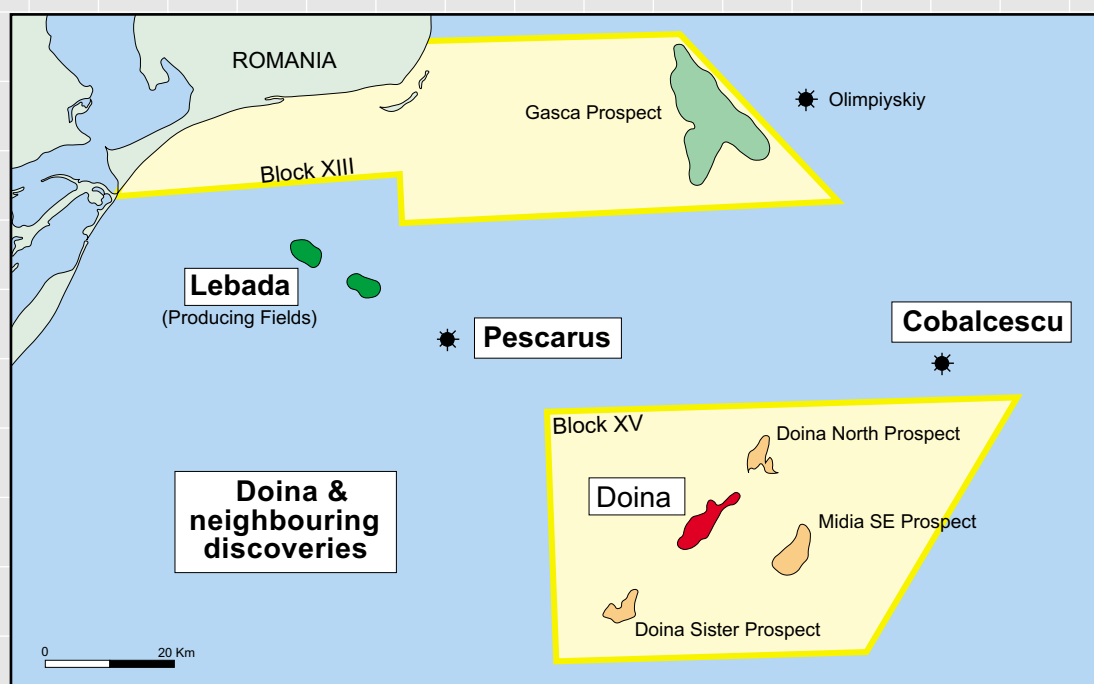 ROMANIA
Gasca Prospect
Olimpiyskiy
Block XIII
Lebada
(Producing Fields)
Pescarus
Cobalcescu
Block XV
Doina North Prospect
Doina &
neighbouring
discoveries
Doina
Midia SE Prospect
Doina Sister Prospect
0 20 Km